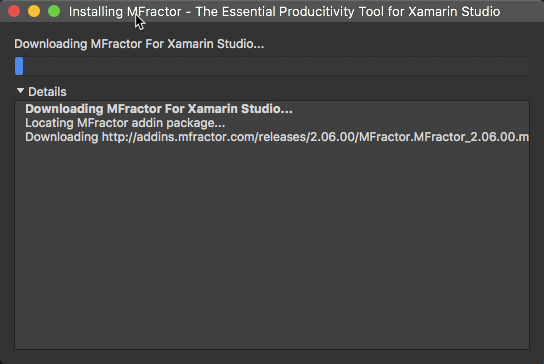 Installing MFractor - The Essential Producitivity Tool for Xamarin Studio
Downloading MFractor For Xamarin Studio...
Details
Downloading MFractor For Xamarin Studio...
Locating MFractor addin package...
Downloading http://addins.mfractor.com/releases/2.06.00/MFractor.MFractor_2.06.00.m